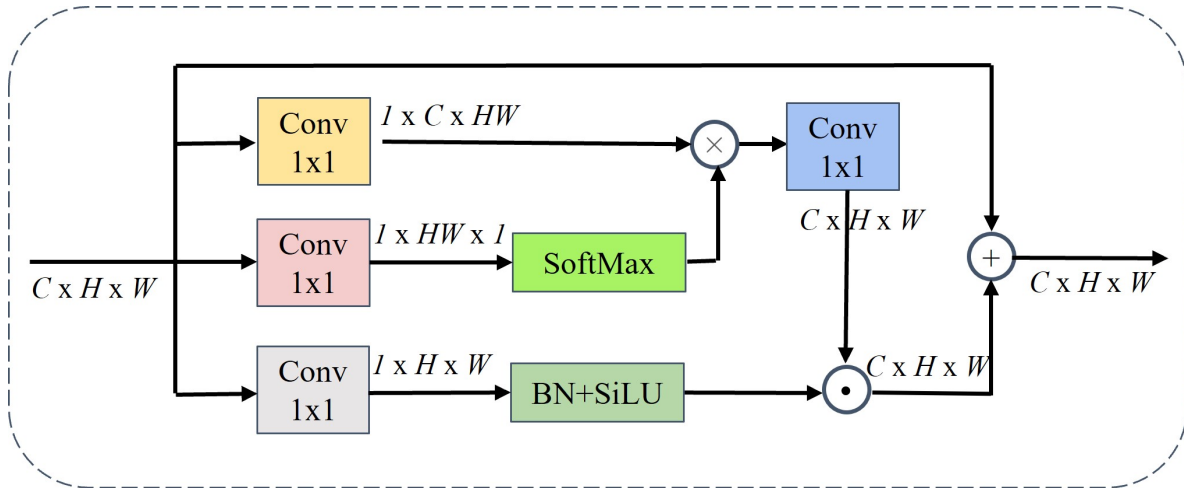 Conv
1x1
1 x C x HW
×
Conv
1x1
C x H x W
Conv
1x1
1 x HW x 1
SoftMax
C x H x W
+
C x H x W
Conv
1x1
1 x H x W
BN+SiLU
C x H x W